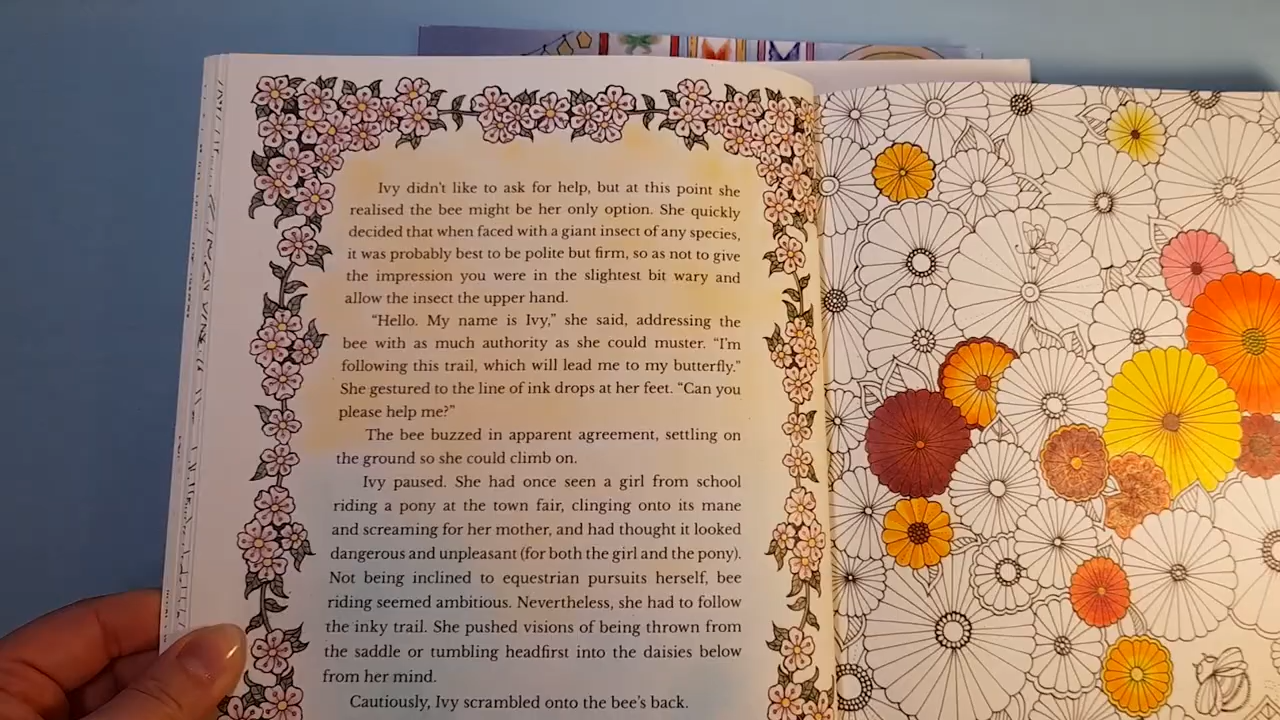 Ivy didn't like to ask for help, but at this point she
realised the bee might be her only option. She quickly
decided that when faced with a giant insect of any species,
it was probably best to be polite but firm, so as not to give
the impression you were in the slightest bit wary and
allow the insect the upper hand.
“Hello. My name is Ivy,” she said, addressing the
bee with as much authority as she could muster. “I'm
following this trail, which will lead me to my butterfly.”
She gestured to the line of ink drops at her feet. “Can you
please help me?”
The bee buzzed in apparent agreement, settling on
the ground so she could climb on.
Ivy paused. She had once seen a girl from school
riding a pony at the town fair, clinging onto its mane
and screaming for her mother, and had thought it looked
dangerous and unpleasant (for both the girl and the pony).
Not being inclined to equestrian pursuits herself, bee
riding seemed ambitious. Nevertheless, she had to follow
the inky trail. She pushed visions of being thrown from
the saddle or tumbling headfirst into the daisies below
from her mind.
Cautiously, Ivy scrambled onto the bee's back.